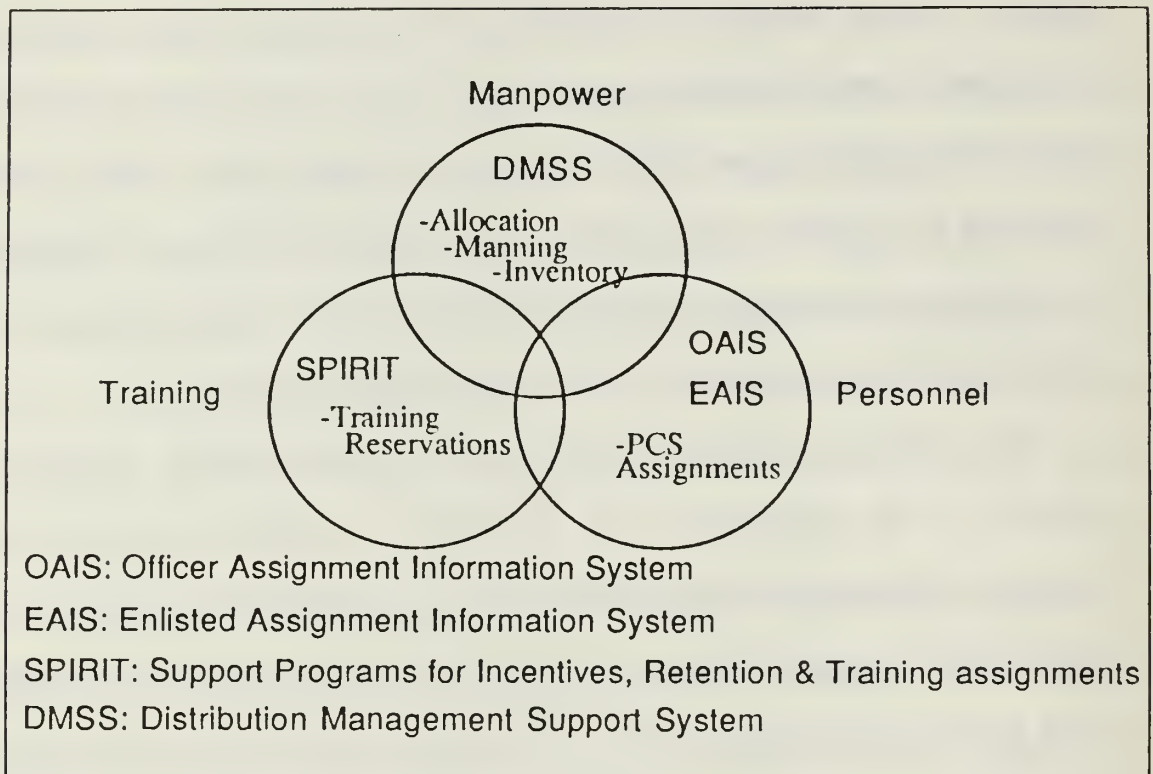 Manpower
DMSS
-Allocation
-Manning
-Inventory
OAIS
SPIRIT
EAIS
Training
Personnel
-Training
Reservations
-PCS
Assignments
OAIS: Officer Assignment Information System
EAIS: Enlisted Assignment Information System
SPIRIT: Support Programs for Incentives, Retention & Training assignments
DMSS: Distribution Management Support System